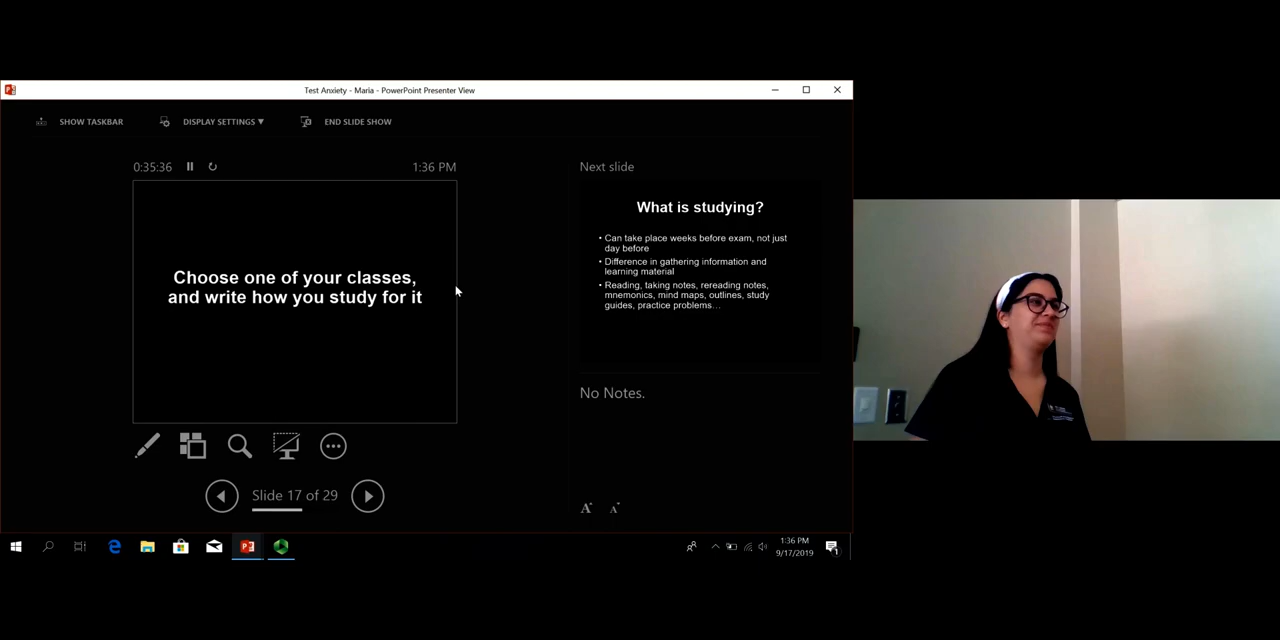 Test Anxiety - Maria - PowerPoint Presenter View
SHOW TASKBAR
DISPLAY SETTINGS ▼
END SLIDE SHOW
0:35:36
1:36 PM
Choose one of your classes,
and write how you study for it
Slide 17 of 29
Next slide
What is studying?
• Can take place weeks before exam, not just
day before
• Difference in gathering information and
learning material
• Reading, taking notes, rereading notes,
mnemonics, mind maps, outlines, study
guides, practice problems…
No Notes.
A A
1:36 PM
9/17/2019